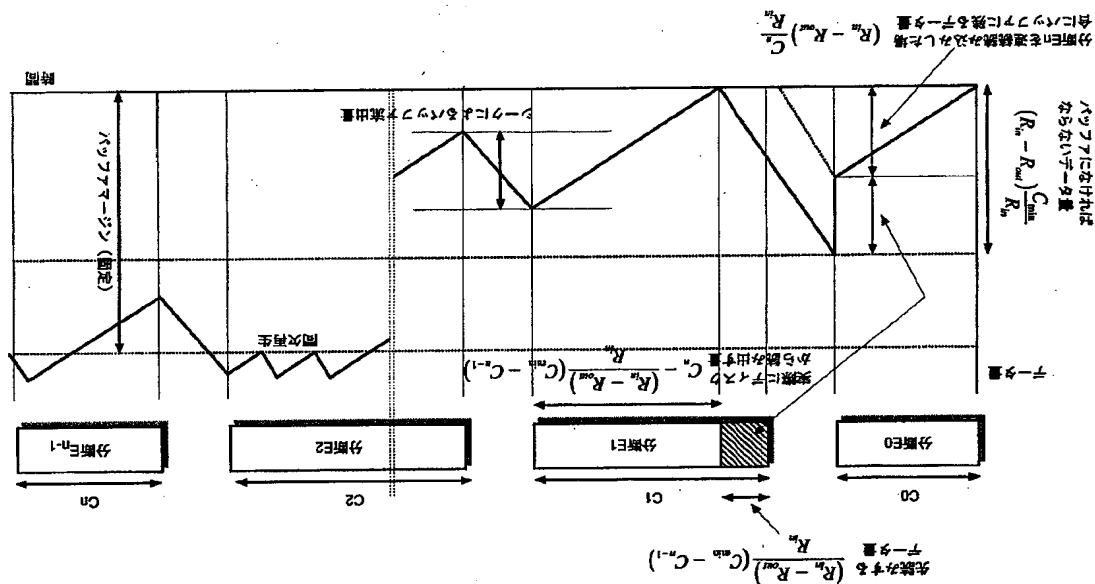 先読みする
データ量
(R_in − R_out)/R_in (C_min − C_n−1)
C0
C1
C2
Cn
分断E0
分断E1
分断E2
分断En-1
データ量
実際にディスク
から読み出す量
C_n − (R_in − R_out)/R_in (C_min − C_n−1)
間欠再生
バッファマージン(固定)
バッファになければ
ならないデータ量
(R_in − R_out) C_min/R_in
シークによるバッファ流出量
時間
分断Enを連続読み込みした場
合にバッファに残るデータ量
(R_in − R_out) C_n/R_in